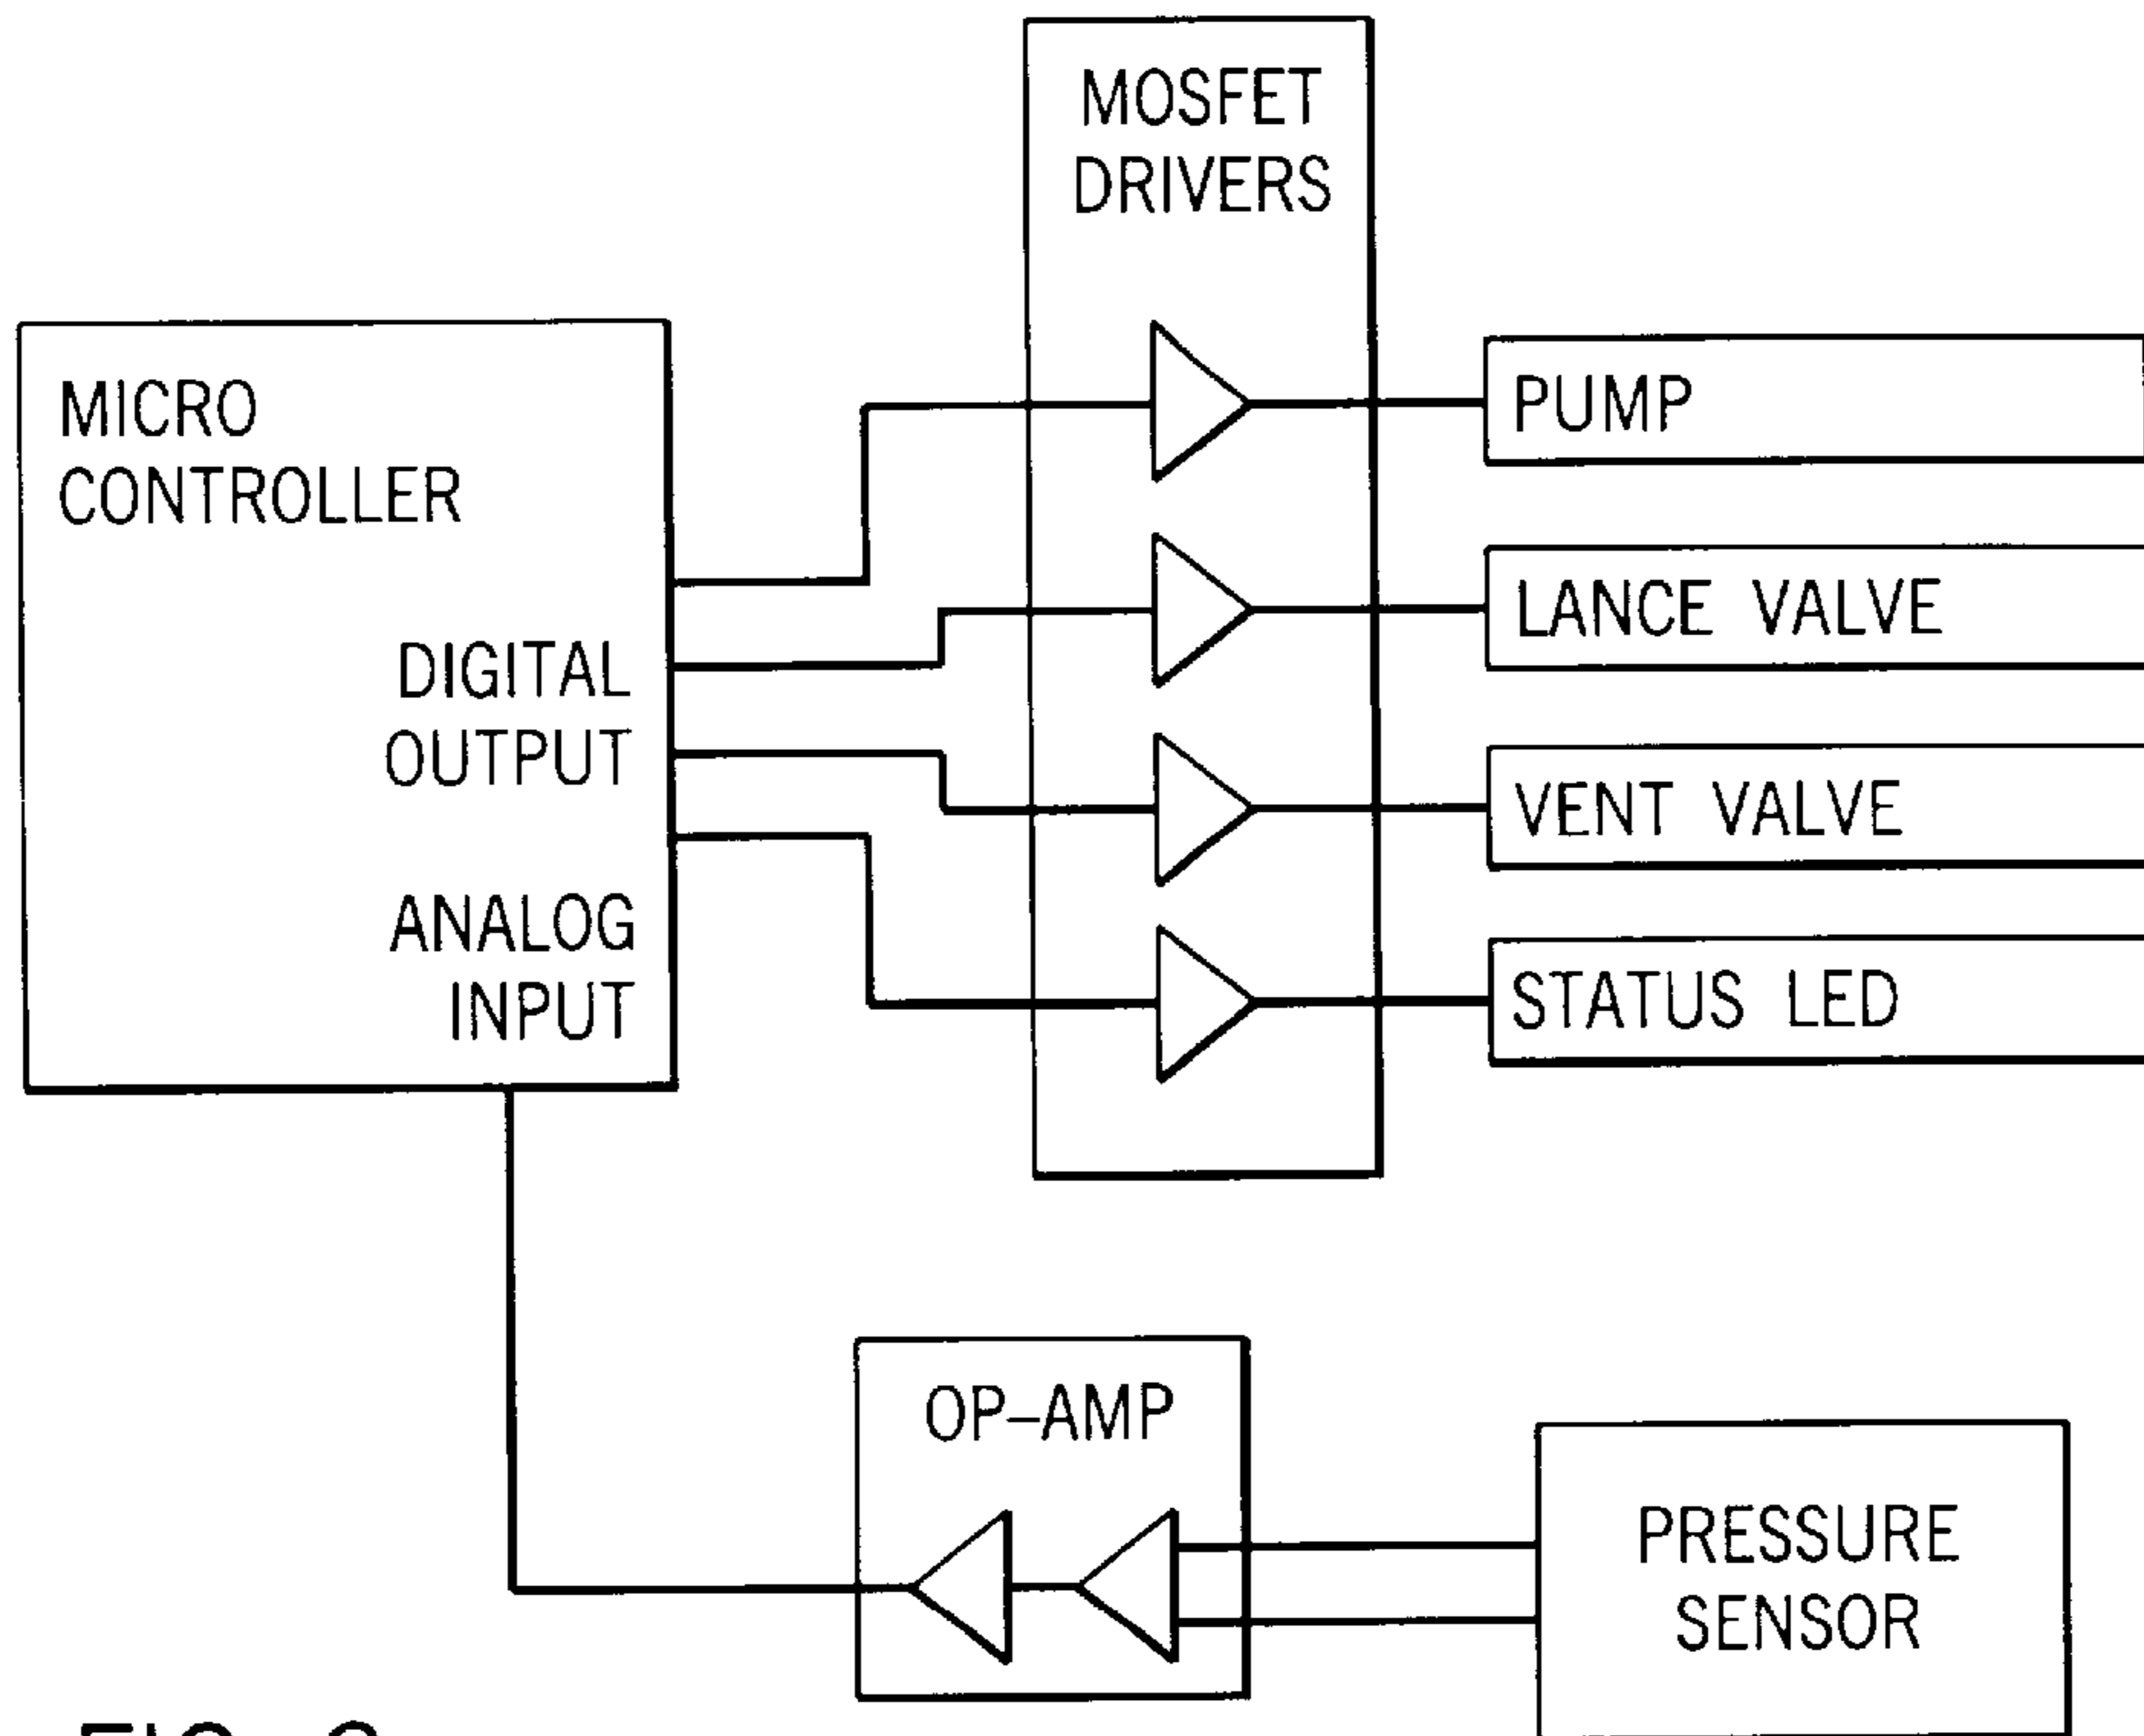 MOSFET
DRIVERS
MICRO
CONTROLLER
DIGITAL
OUTPUT
ANALOG
INPUT
PUMP
LANCE VALVE
VENT VALVE
STATUS LED
OP-AMP
PRESSURE
SENSOR